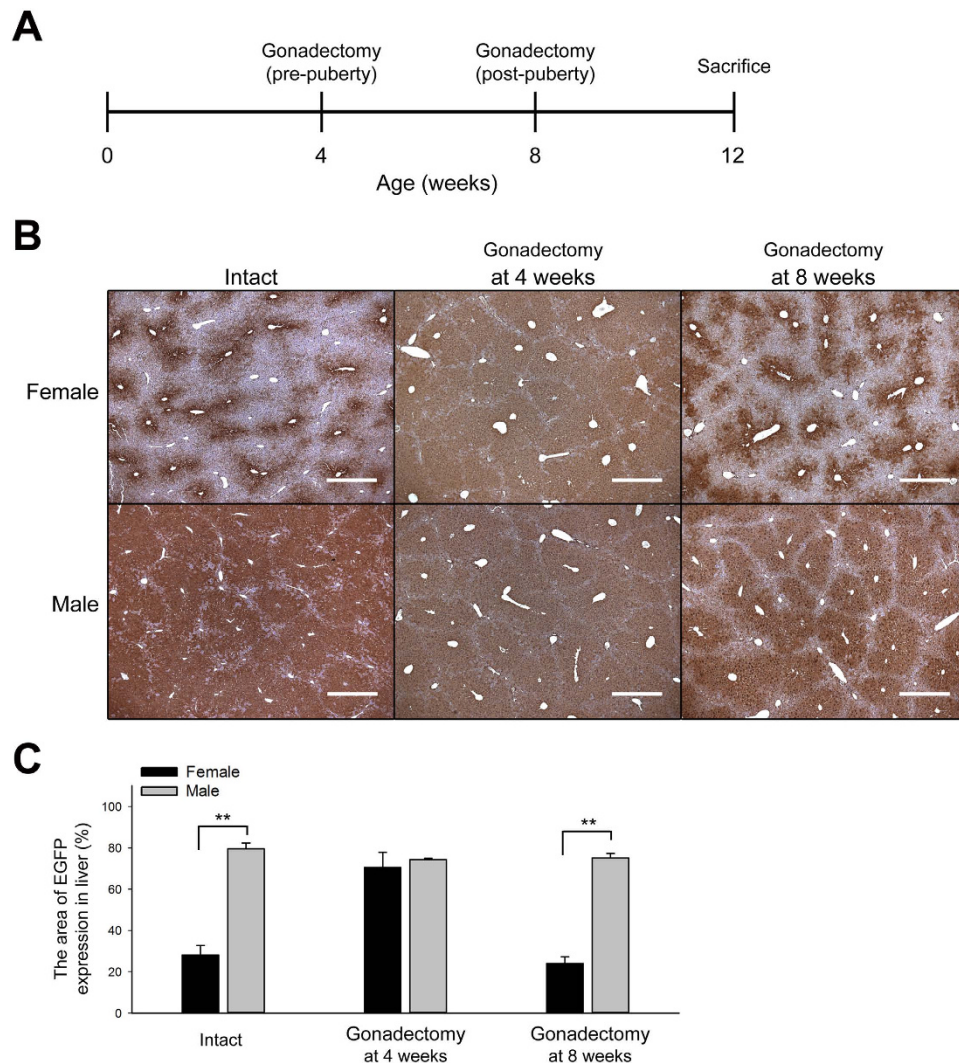 A
Gonadectomy
(pre-puberty)
Gonadectomy
(post-puberty)
Sacrifice
0
4
8
12
Age (weeks)
B
Intact
Gonadectomy
at 4 weeks
Gonadectomy
at 8 weeks
Female
Male
C
Female
Male
The area of EGFP
expression in liver (%)
100
80
60
40
20
0
**
**
Intact
Gonadectomy
at 4 weeks
Gonadectomy
at 8 weeks